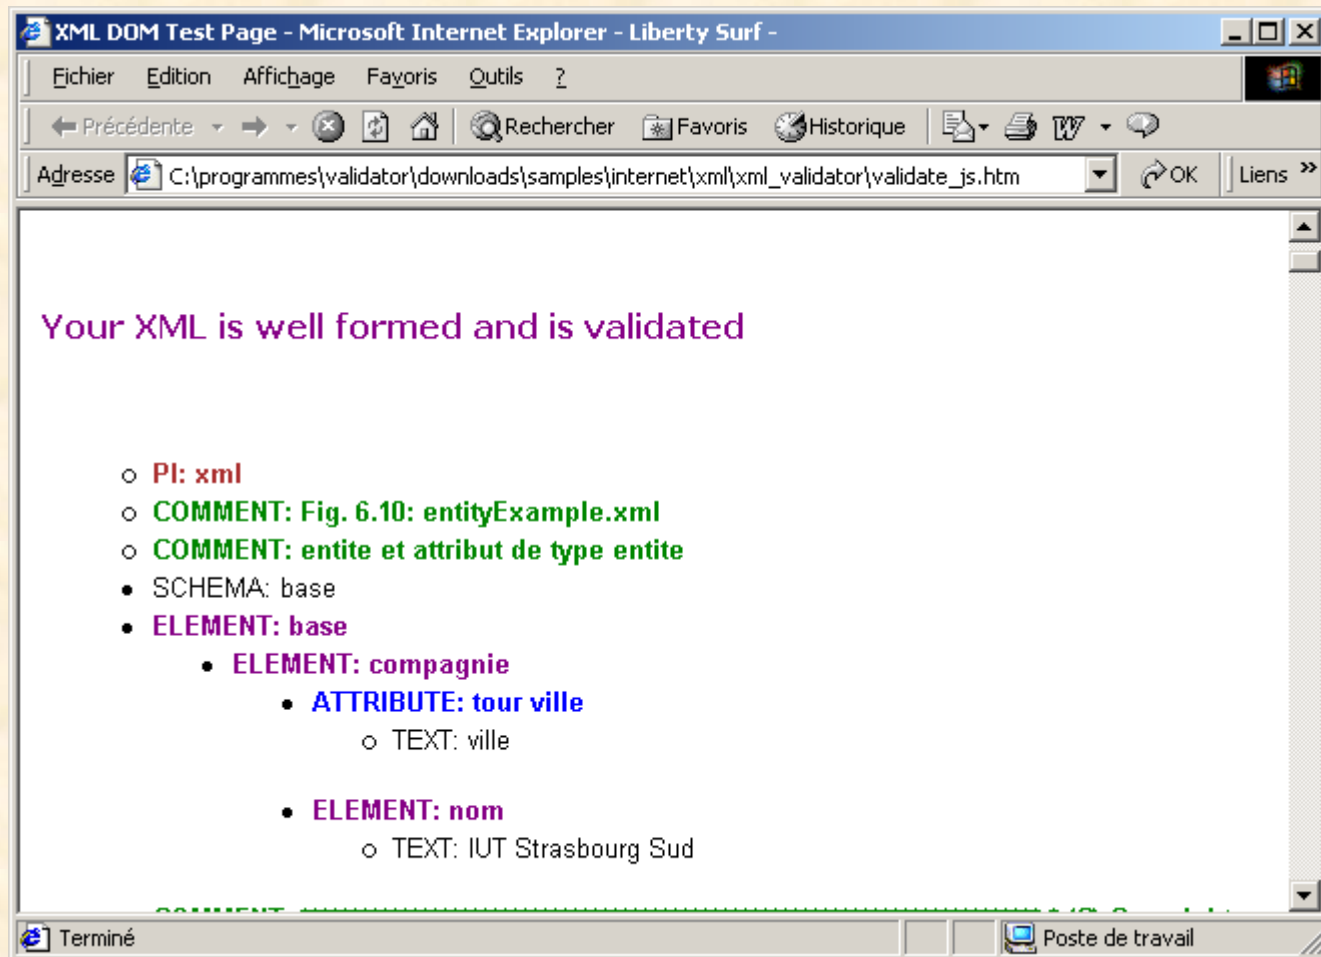 XML DOM Test Page - Microsoft Internet Explorer - Liberty Surf -
Fichier Edition Affichage Favoris Outils ?
Précédente Rechercher Favoris Historique
Adresse C:\programmes\validator\downloads\samples\internet\xml\xml_validator\validate_js.htm OK Liens »
Your XML is well formed and is validated
PI: xml
COMMENT: Fig. 6.10: entityExample.xml
COMMENT: entite et attribut de type entite
SCHEMA: base
ELEMENT: base
ELEMENT: compagnie
ATTRIBUTE: tour ville
TEXT: ville
ELEMENT: nom
TEXT: IUT Strasbourg Sud
COMMENT:
Terminé Poste de travail